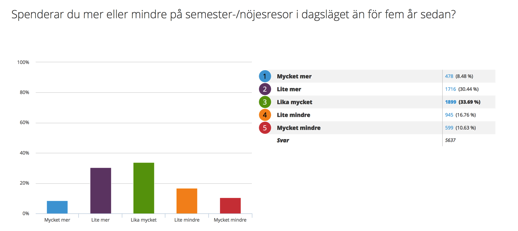 Spenderar du mer eller mindre på semester-/nöjesresor i dagsläget än för fem år sedan?
100%
80%
60%
40%
20%
0%
Mycket mer
Lite mer
Lika mycket
Lite mindre
Mycket mindre
1 Mycket mer 478 (8.48 %)
2 Lite mer 1716 (30.44 %)
3 Lika mycket 1899 (33.69 %)
4 Lite mindre 945 (16.76 %)
5 Mycket mindre 599 (10.63 %)
Svar 5637